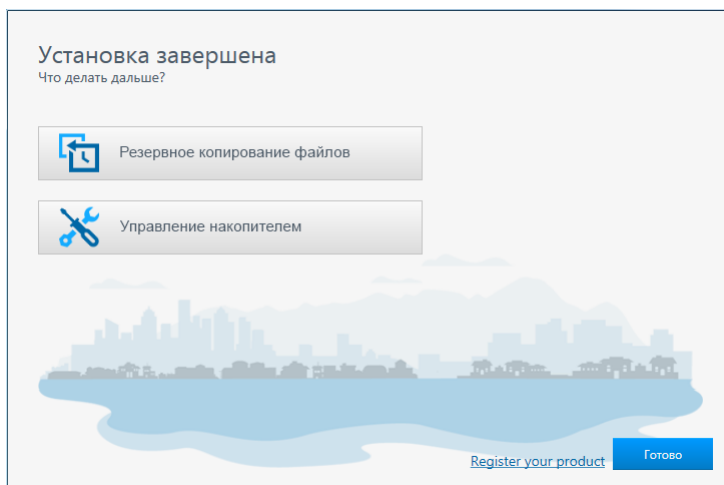 Установка завершена
Что делать дальше?
Резервное копирование файлов
Управление накопителем
Register your product
Готово